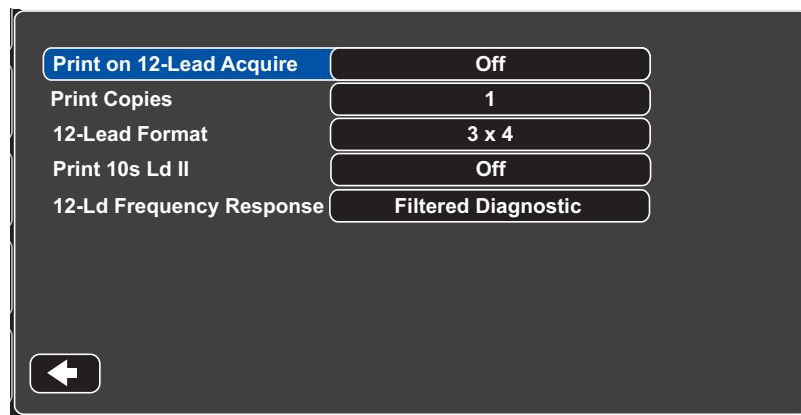 Print on 12-Lead Acquire Off
Print Copies 1
12-Lead Format 3 x 4
Print 10s Ld II Off
12-Ld Frequency Response Filtered Diagnostic